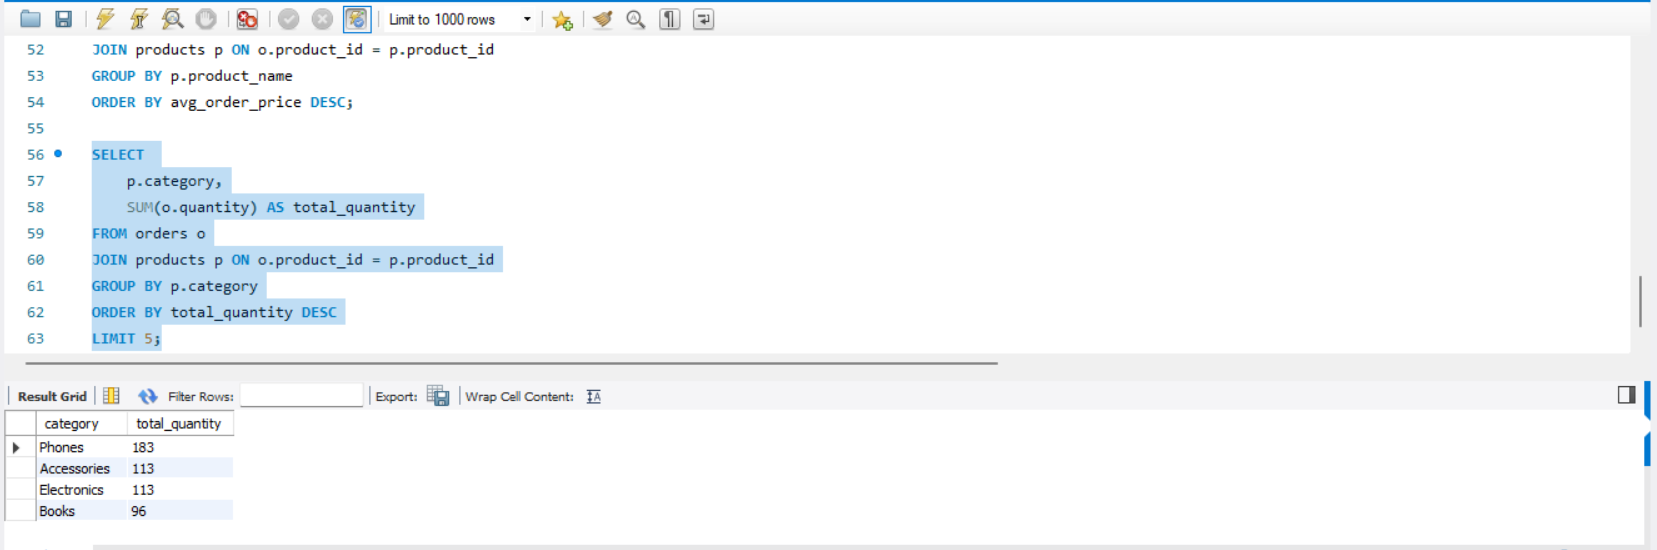 Limit to 1000 rows
52 JOIN products p ON o.product_id = p.product_id
53 GROUP BY p.product_name
54 ORDER BY avg_order_price DESC;
55
56 SELECT
57 p.category,
58 SUM(o.quantity) AS total_quantity
59 FROM orders o
60 JOIN products p ON o.product_id = p.product_id
61 GROUP BY p.category
62 ORDER BY total_quantity DESC
63 LIMIT 5;
Result Grid Filter Rows: Export: Wrap Cell Content:
category total_quantity
Phones 183
Accessories 113
Electronics 113
Books 96